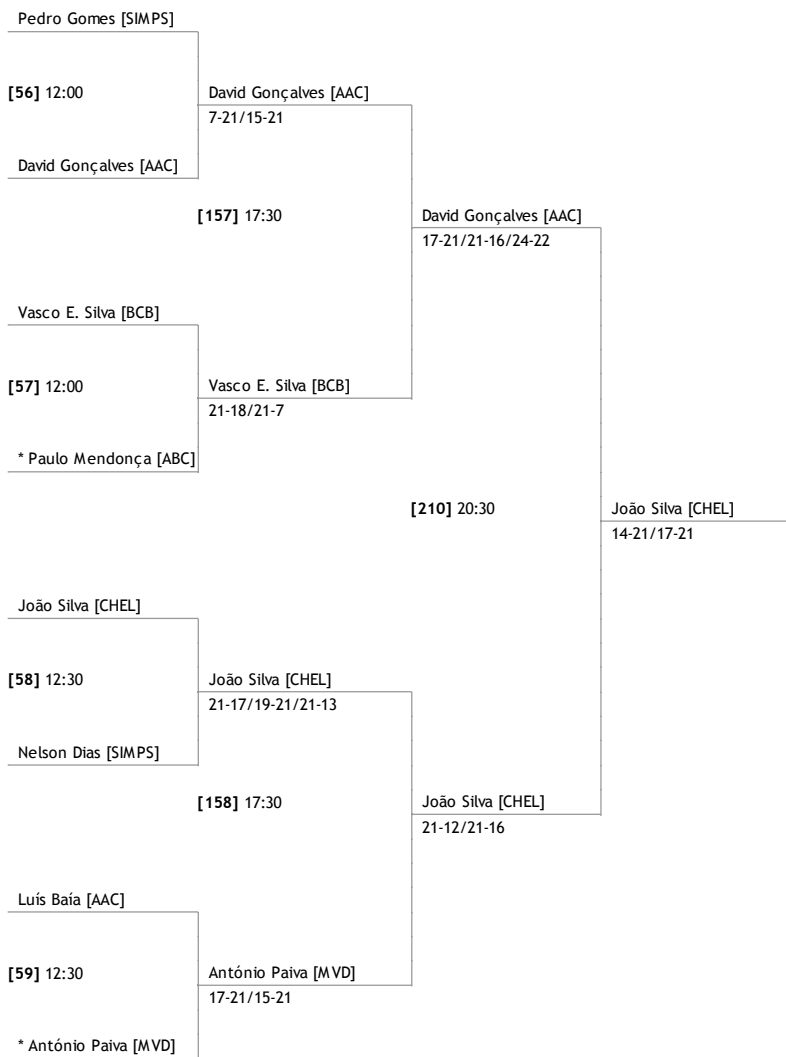 Pedro Gomes [SIMPS]
[56] 12:00
David Gonçalves [AAC]
7-21/15-21
David Gonçalves [AAC]
[157] 17:30
David Gonçalves [AAC]
17-21/21-16/24-22
Vasco E. Silva [BCB]
[57] 12:00
Vasco E. Silva [BCB]
21-18/21-7
* Paulo Mendonça [ABC]
[210] 20:30
João Silva [CHEL]
14-21/17-21
João Silva [CHEL]
[58] 12:30
João Silva [CHEL]
21-17/19-21/21-13
Nelson Dias [SIMPS]
[158] 17:30
João Silva [CHEL]
21-12/21-16
Luís Baía [AAC]
[59] 12:30
António Paiva [MVD]
17-21/15-21
* António Paiva [MVD]